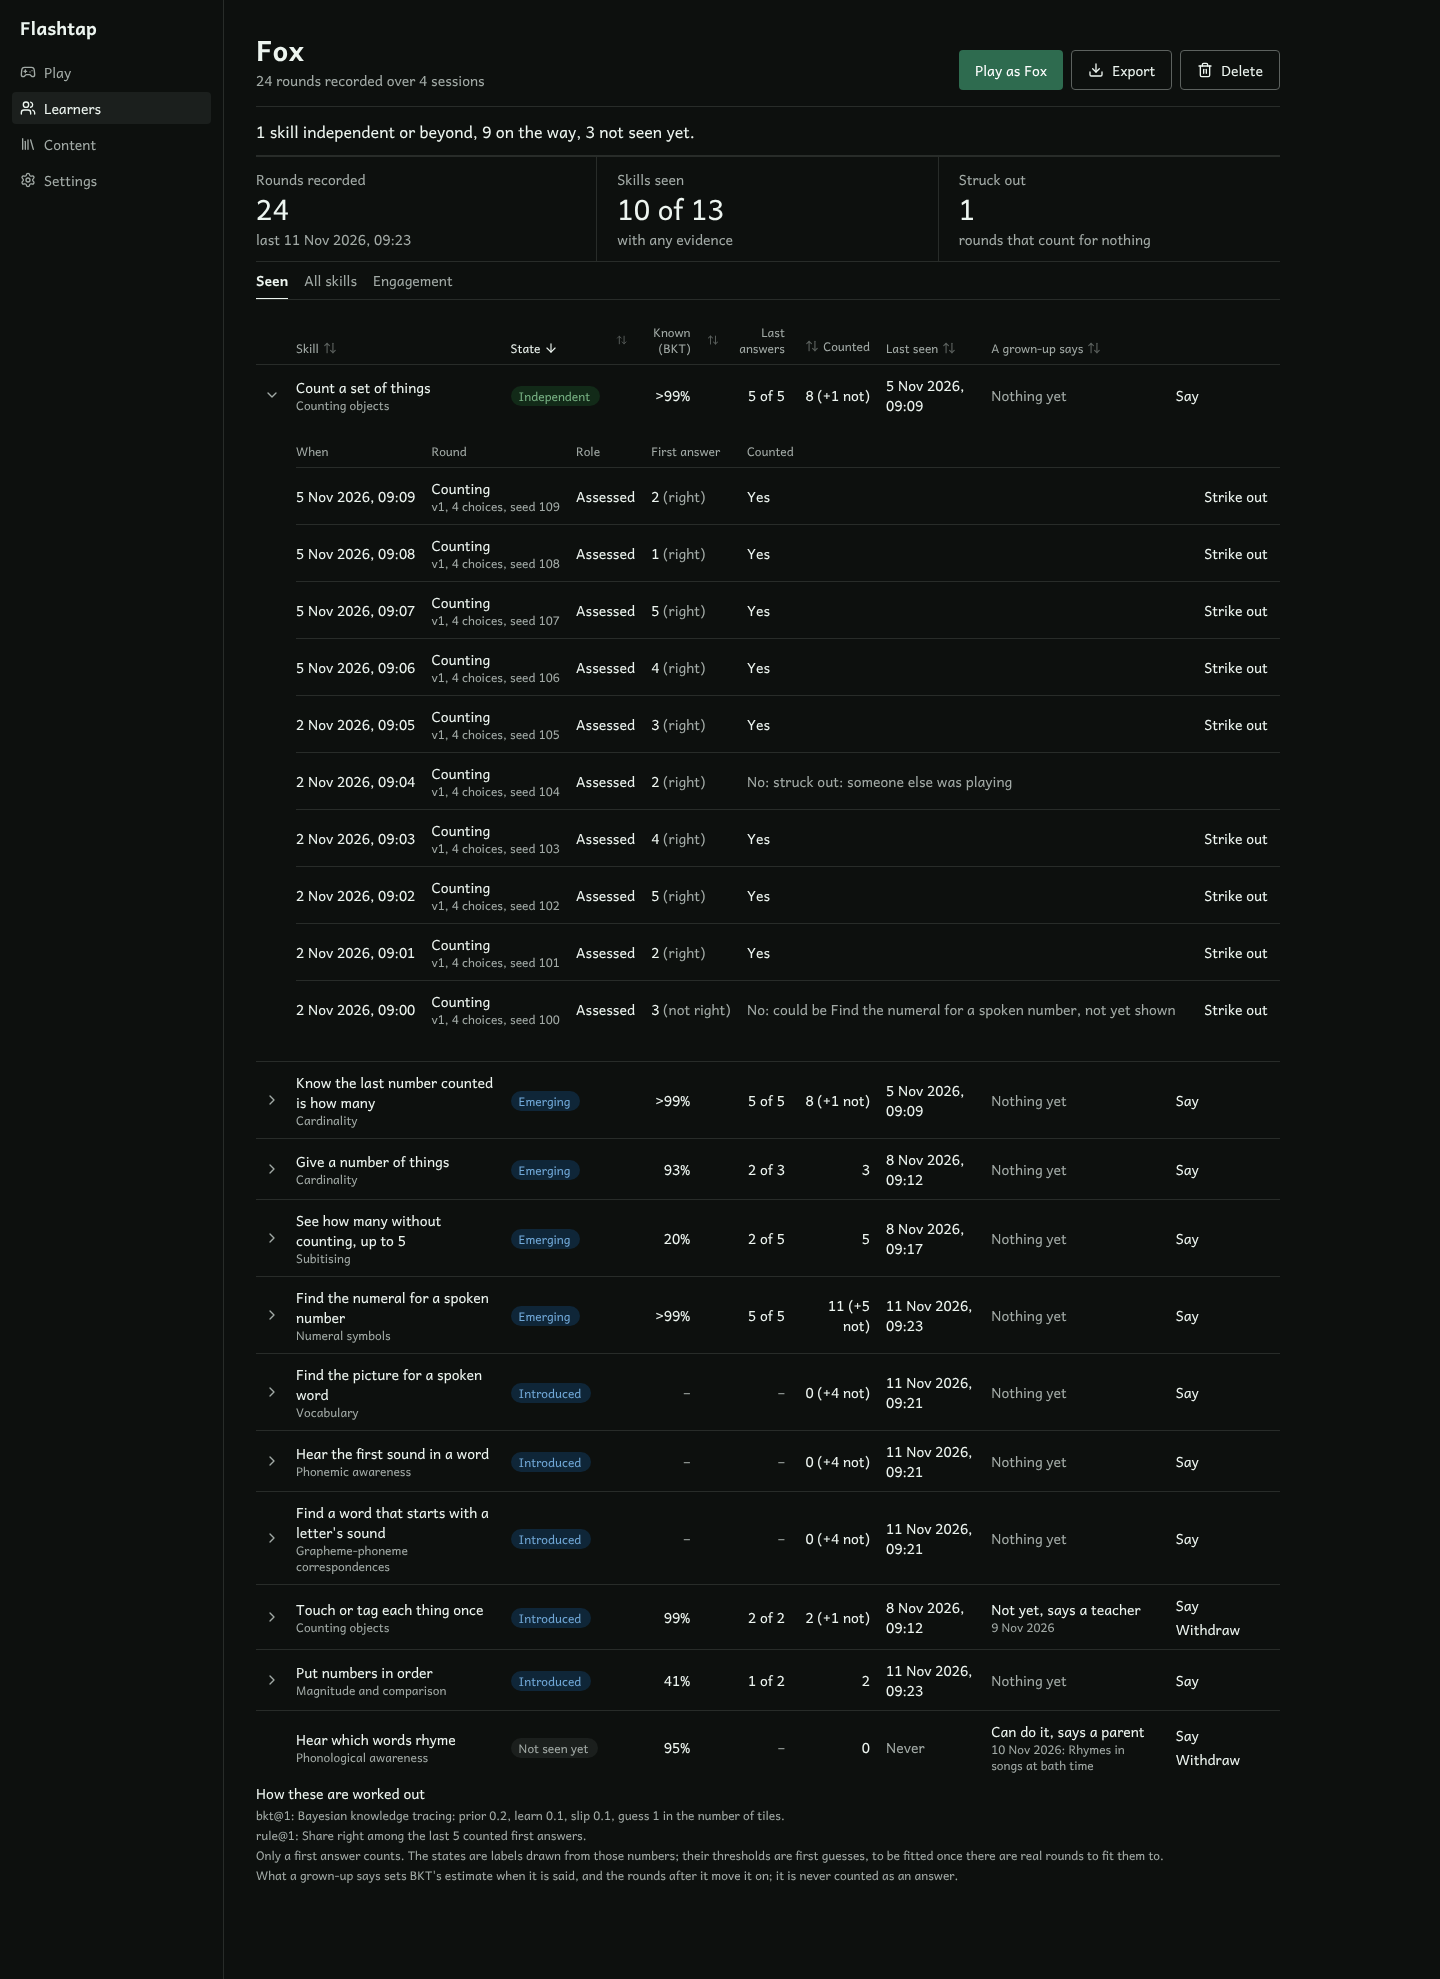 Flashtap
Play
Learners
Content
Settings
Fox
24 rounds recorded over 4 sessions
Play as Fox
Export
Delete
1 skill independent or beyond, 9 on the way, 3 not seen yet.
Rounds recorded
24
last 11 Nov 2026, 09:23
Skills seen
10 of 13
with any evidence
Struck out
1
rounds that count for nothing
Seen All skills Engagement
Skill State Known (BKT) Last answers Counted Last seen A grown-up says
Count a set of things
Counting objects
Independent >99% 5 of 5 8 (+1 not) 5 Nov 2026, 09:09 Nothing yet Say
When Round Role First answer Counted
5 Nov 2026, 09:09 Counting Assessed 2 (right) Yes Strike out
v1, 4 choices, seed 109
5 Nov 2026, 09:08 Counting Assessed 1 (right) Yes Strike out
v1, 4 choices, seed 108
5 Nov 2026, 09:07 Counting Assessed 5 (right) Yes Strike out
v1, 4 choices, seed 107
5 Nov 2026, 09:06 Counting Assessed 4 (right) Yes Strike out
v1, 4 choices, seed 106
2 Nov 2026, 09:05 Counting Assessed 3 (right) Yes Strike out
v1, 4 choices, seed 105
2 Nov 2026, 09:04 Counting Assessed 2 (right) No: struck out: someone else was playing
v1, 4 choices, seed 104
2 Nov 2026, 09:03 Counting Assessed 4 (right) Yes Strike out
v1, 4 choices, seed 103
2 Nov 2026, 09:02 Counting Assessed 5 (right) Yes Strike out
v1, 4 choices, seed 102
2 Nov 2026, 09:01 Counting Assessed 2 (right) Yes Strike out
v1, 4 choices, seed 101
2 Nov 2026, 09:00 Counting Assessed 3 (not right) No: could be Find the numeral for a spoken number, not yet shown Strike out
v1, 4 choices, seed 100
Know the last number counted
is how many
Cardinality
Emerging >99% 5 of 5 8 (+1 not) 5 Nov 2026, 09:09 Nothing yet Say
Give a number of things
Cardinality
Emerging 93% 2 of 3 3 8 Nov 2026, 09:12 Nothing yet Say
See how many without
counting, up to 5
Subitising
Emerging 20% 2 of 5 5 8 Nov 2026, 09:17 Nothing yet Say
Find the numeral for a spoken
number
Numeral symbols
Emerging >99% 5 of 5 11 (+5 not) 11 Nov 2026, 09:23 Nothing yet Say
Find the picture for a spoken
word
Vocabulary
Introduced – – 0 (+4 not) 11 Nov 2026, 09:21 Nothing yet Say
Hear the first sound in a word
Phonemic awareness
Introduced – – 0 (+4 not) 11 Nov 2026, 09:21 Nothing yet Say
Find a word that starts with a
letter's sound
Grapheme-phoneme
correspondences
Introduced – – 0 (+4 not) 11 Nov 2026, 09:21 Nothing yet Say
Touch or tag each thing once
Counting objects
Introduced 99% 2 of 2 2 (+1 not) 8 Nov 2026, 09:12 Not yet, says a teacher
9 Nov 2026
Say
Withdraw
Put numbers in order
Magnitude and comparison
Introduced 41% 1 of 2 2 11 Nov 2026, 09:23 Nothing yet Say
Hear which words rhyme
Phonological awareness
Not seen yet 95% – 0 Never Can do it, says a parent
10 Nov 2026: Rhymes in
songs at bath time
Say
Withdraw
How these are worked out
bkt@1: Bayesian knowledge tracing: prior 0.2, learn 0.1, slip 0.1, guess 1 in the number of tiles.
rule@1: Share right among the last 5 counted first answers.
Only a first answer counts. The states are labels drawn from those numbers; their thresholds are first guesses, to be fitted once there are real rounds to fit them to.
What a grown-up says sets BKT's estimate when it is said, and the rounds after it move it on; it is never counted as an answer.